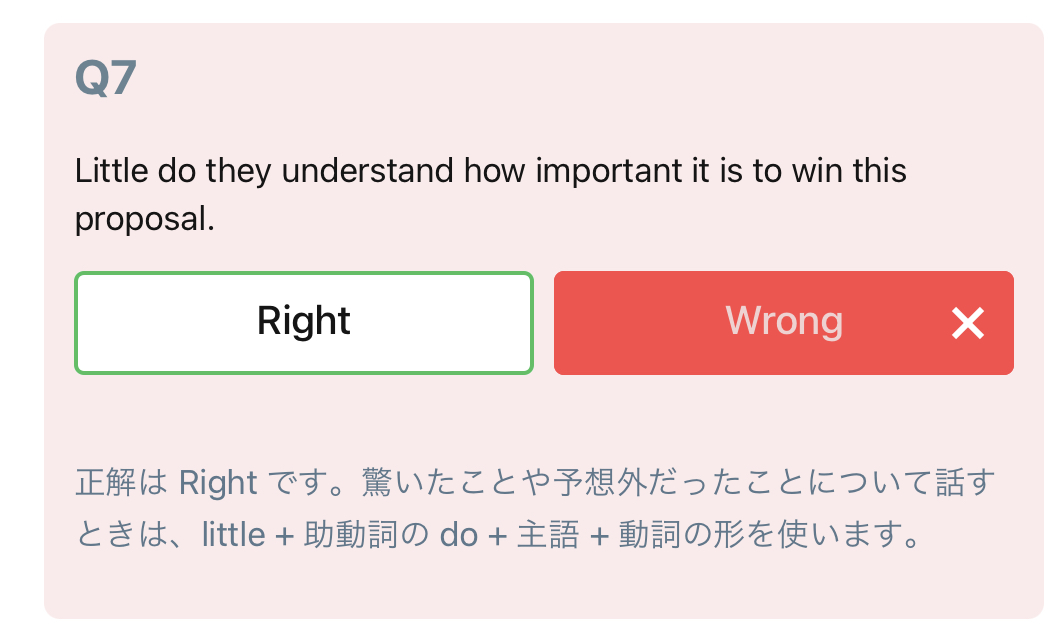 Q7
Little do they understand how important it is to win this
proposal.
Right
Wrong
正解は Right です。驚いたことや予想外だったことについて話す
ときは、little + 助動詞の do + 主語 + 動詞の形を使います。